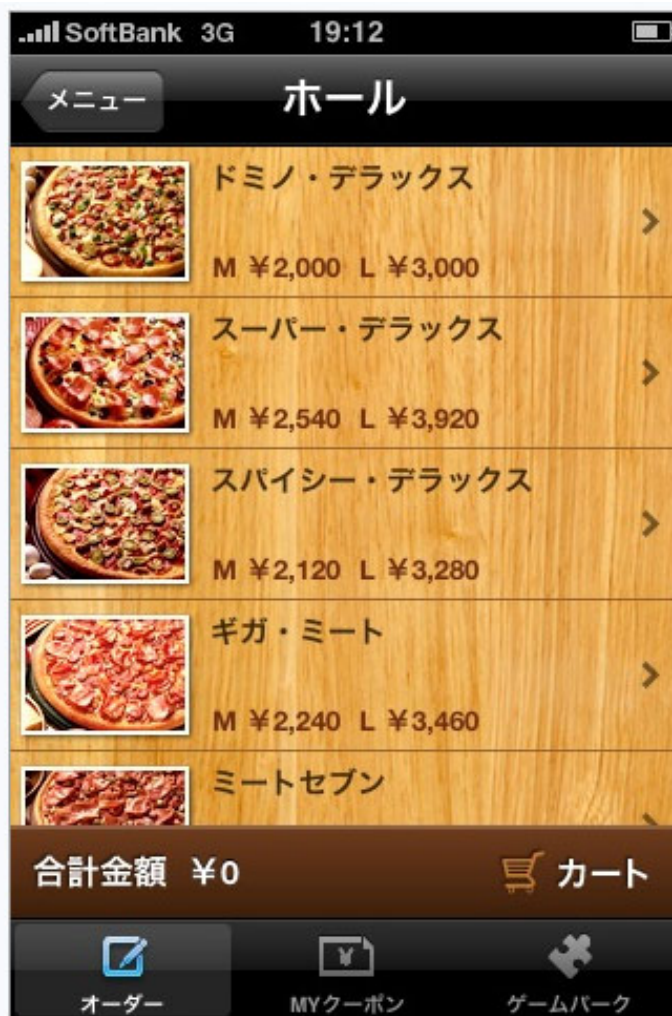 SoftBank 3G 19:12
メニュー ホール
ドミノ・デラックス
M ¥2,000 L ¥3,000
スーパー・デラックス
M ¥2,540 L ¥3,920
スパイシー・デラックス
M ¥2,120 L ¥3,280
ギガ・ミート
M ¥2,240 L ¥3,460
ミートセブン
合計金額 ¥0 カート
オーダー MYクーポン ゲームパーク